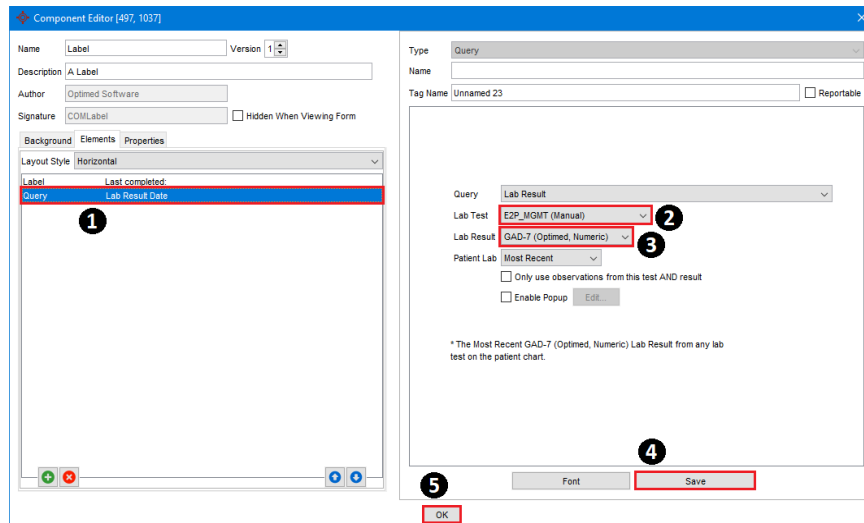 Component Editor [497, 1037]
Name Label Version 1
Description A Label
Author Optimed Software
Signature COMLabel Hidden When Viewing Form
Background Elements Properties
Layout Style Horizontal
Label Last completed:
Query Lab Result Date
1
Type Query
Name
Tag Name Unnamed 23 Reportable
Query Lab Result
Lab Test E2P_MGMT (Manual) 2
Lab Result GAD-7 (Optimed, Numeric) 3
Patient Lab Most Recent
Only use observations from this test AND result
Enable Popup Edit...
* The Most Recent GAD-7 (Optimed, Numeric) Lab Result from any lab
test on the patient chart.
4
Font Save
5
OK